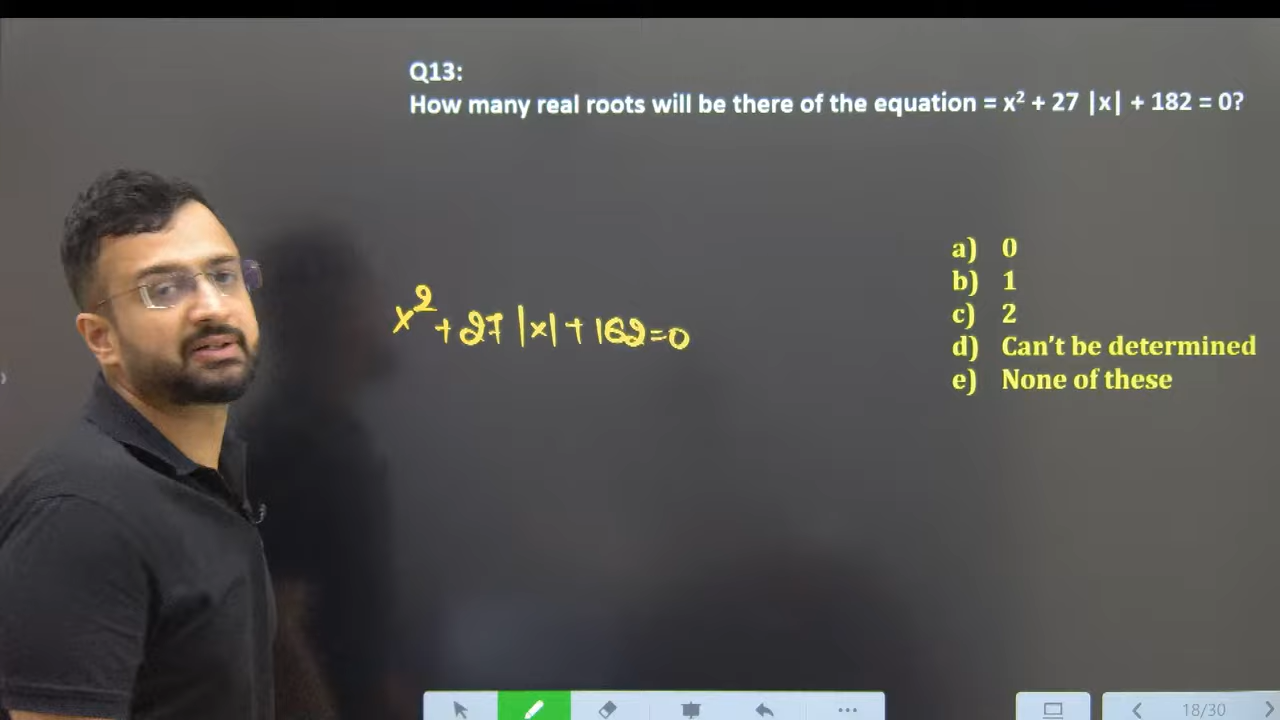 Q13:
How many real roots will be there of the equation = x² + 27 |x| + 182 = 0?
a) 0
b) 1
c) 2
d) Can't be determined
e) None of these
x² + 27 |x| + 182 = 0
18/30